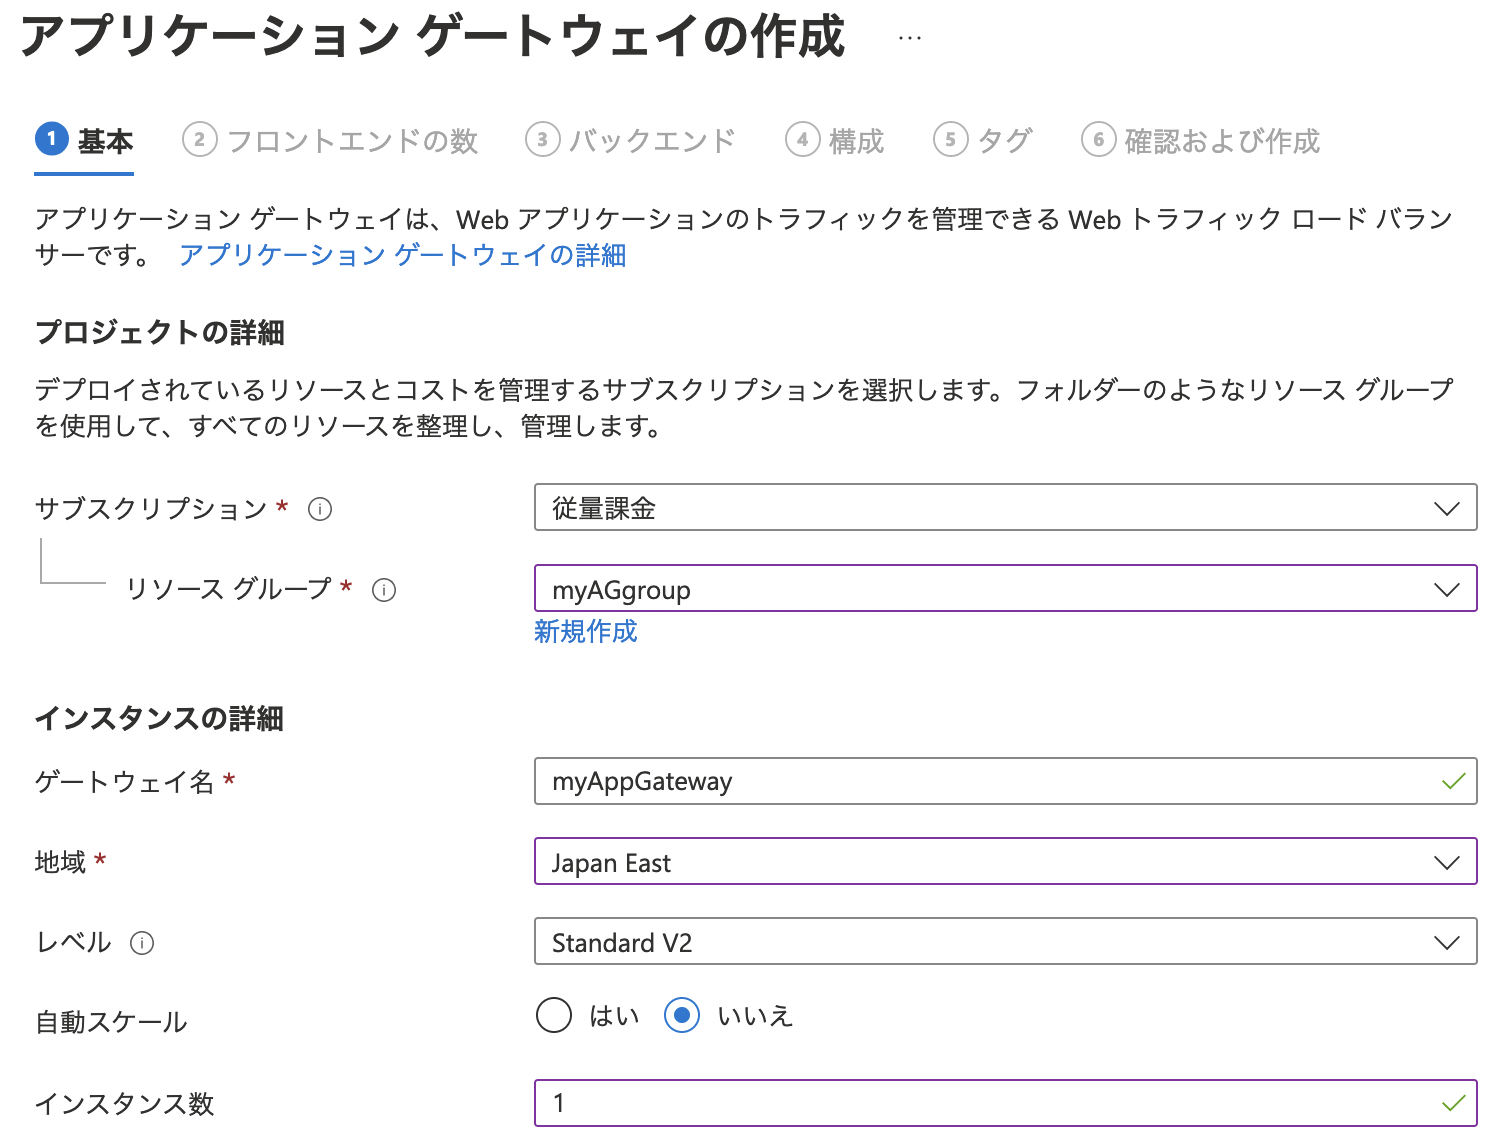 アプリケーション ゲートウェイの作成 …
1 基本 2 フロントエンドの数 3 バックエンド 4 構成 5 タグ 6 確認および作成
アプリケーション ゲートウェイは、Web アプリケーションのトラフィックを管理できる Web トラフィック ロード バラン
サーです。 アプリケーション ゲートウェイの詳細
プロジェクトの詳細
デプロイされているリソースとコストを管理するサブスクリプションを選択します。フォルダーのようなリソース グループ
を使用して、すべてのリソースを整理し、管理します。
サブスクリプション * 従量課金
リソース グループ * myAGgroup
新規作成
インスタンスの詳細
ゲートウェイ名 * myAppGateway
地域 * Japan East
レベル Standard V2
自動スケール はい いいえ
インスタンス数 1